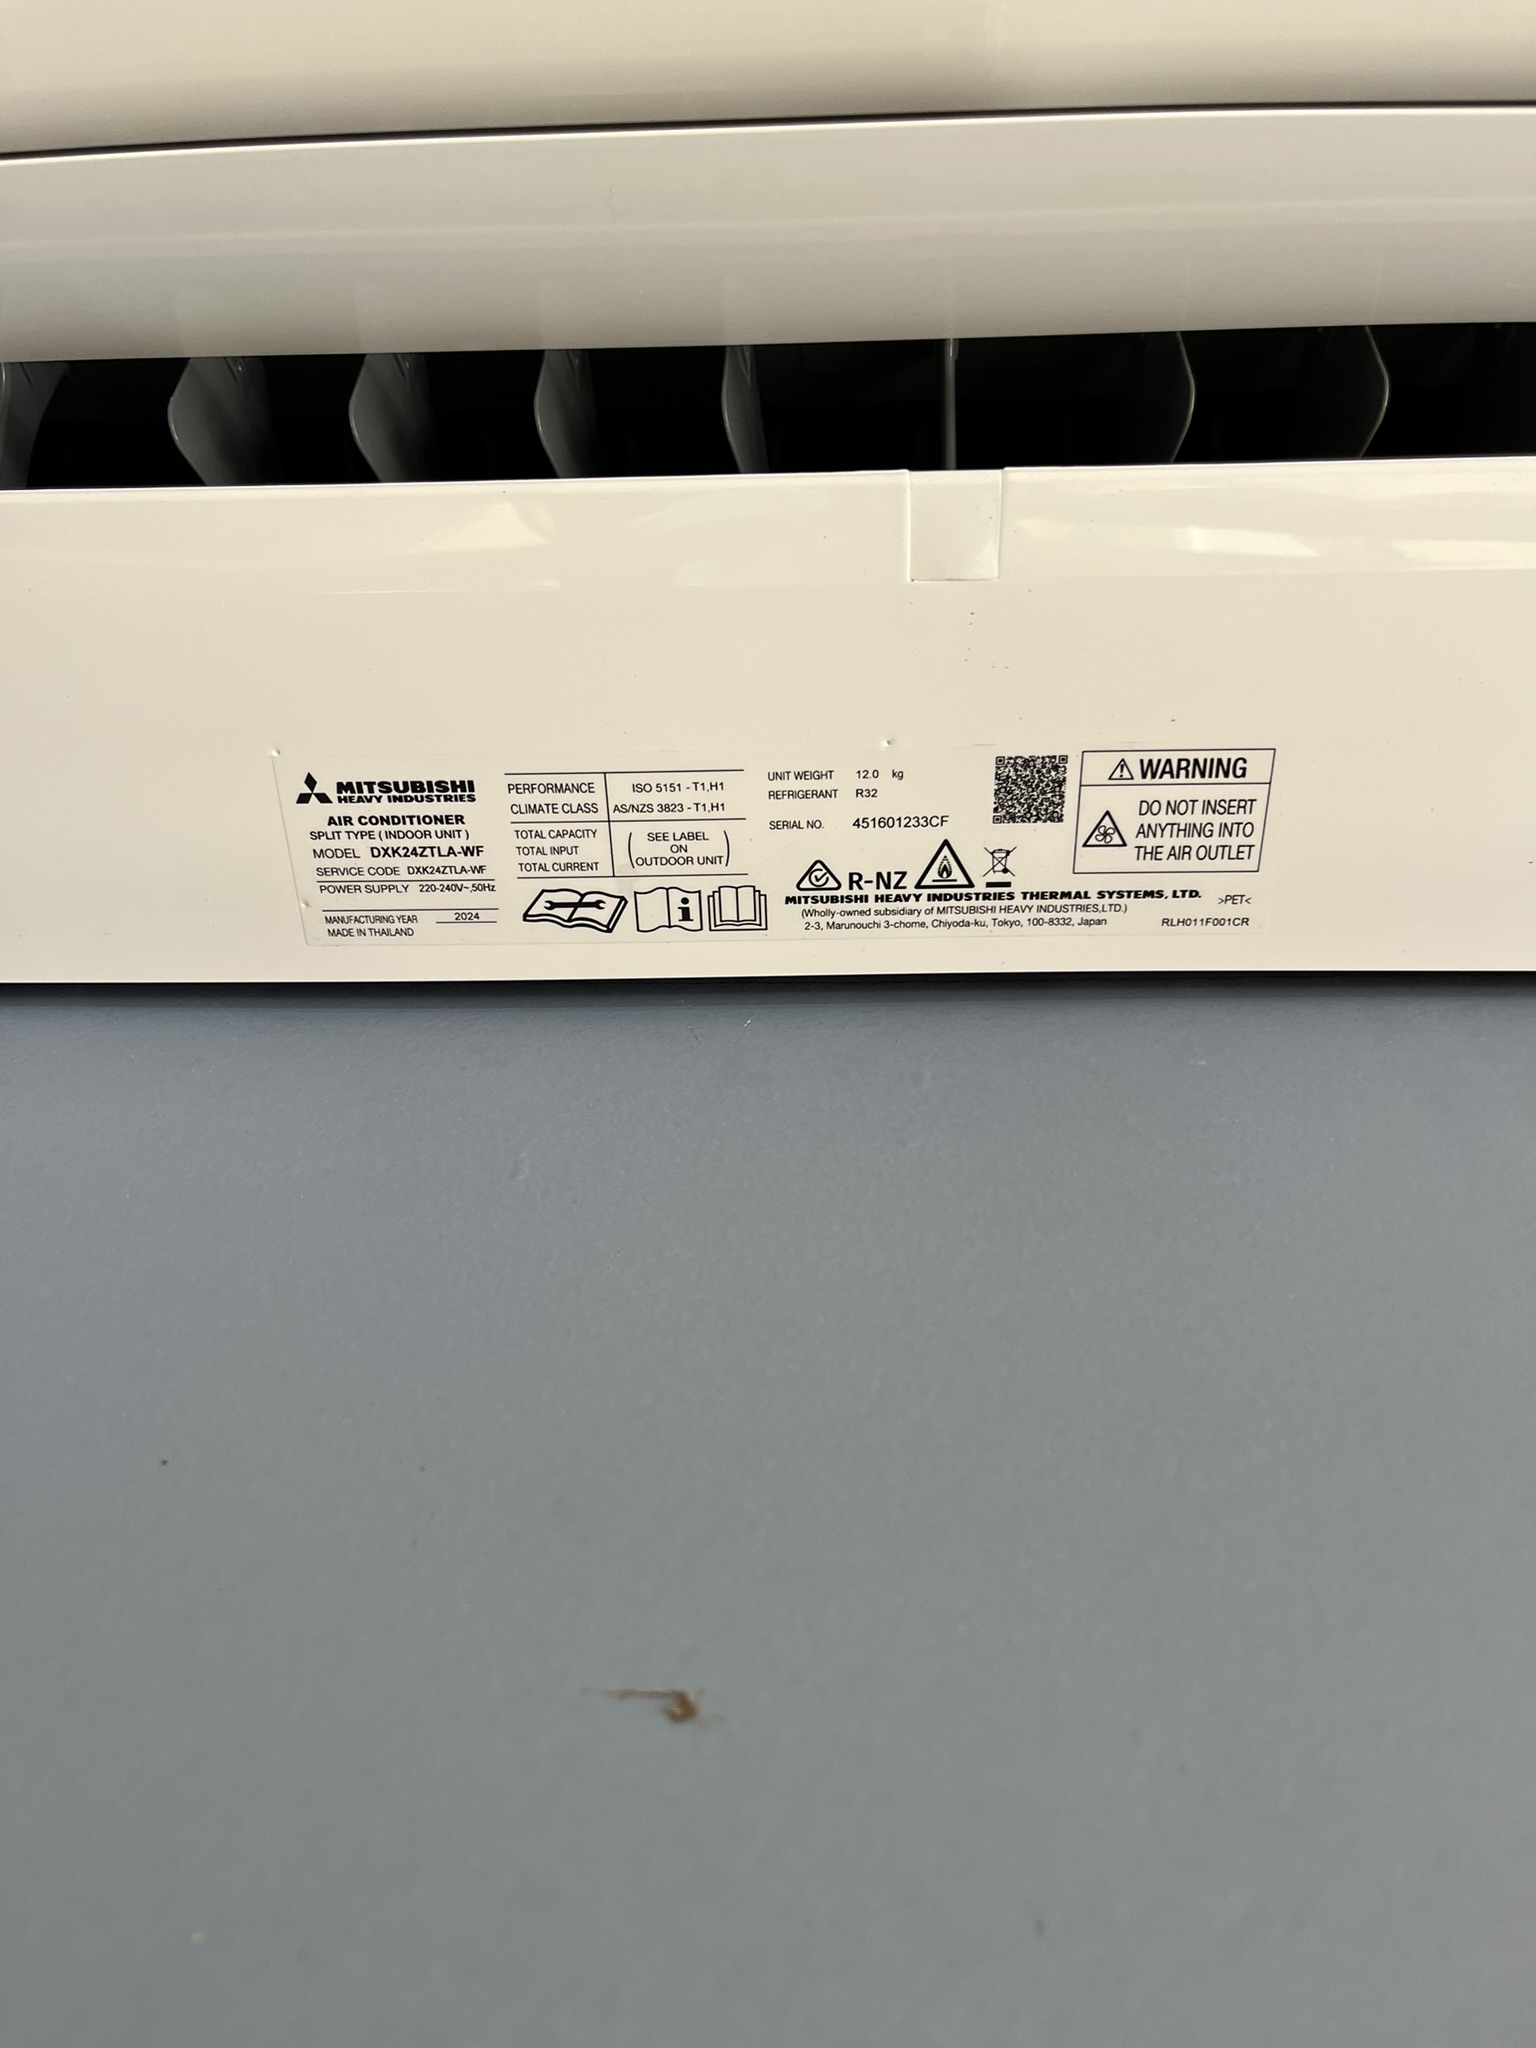 MITSUBISHI
HEAVY INDUSTRIES
AIR CONDITIONER
SPLIT TYPE ( INDOOR UNIT )
MODEL DXK24ZTLA-WF
SERVICE CODE DXK24ZTLA-WF
POWER SUPPLY 220-240V~,50Hz
MANUFACTURING YEAR 2024
MADE IN THAILAND
PERFORMANCE ISO 5151 - T1,H1
CLIMATE CLASS AS/NZS 3823 - T1,H1
TOTAL CAPACITY
TOTAL INPUT
TOTAL CURRENT
( SEE LABEL
ON
OUTDOOR UNIT )
UNIT WEIGHT 12.0 kg
REFRIGERANT R32
SERIAL NO. 451601233CF
R-NZ
MITSUBISHI HEAVY INDUSTRIES THERMAL SYSTEMS, LTD.
(Wholly-owned subsidiary of MITSUBISHI HEAVY INDUSTRIES,LTD.)
2-3, Marunouchi 3-chome, Chiyoda-ku, Tokyo, 100-8332, Japan
>PET<
RLH011F001CR
WARNING
DO NOT INSERT
ANYTHING INTO
THE AIR OUTLET